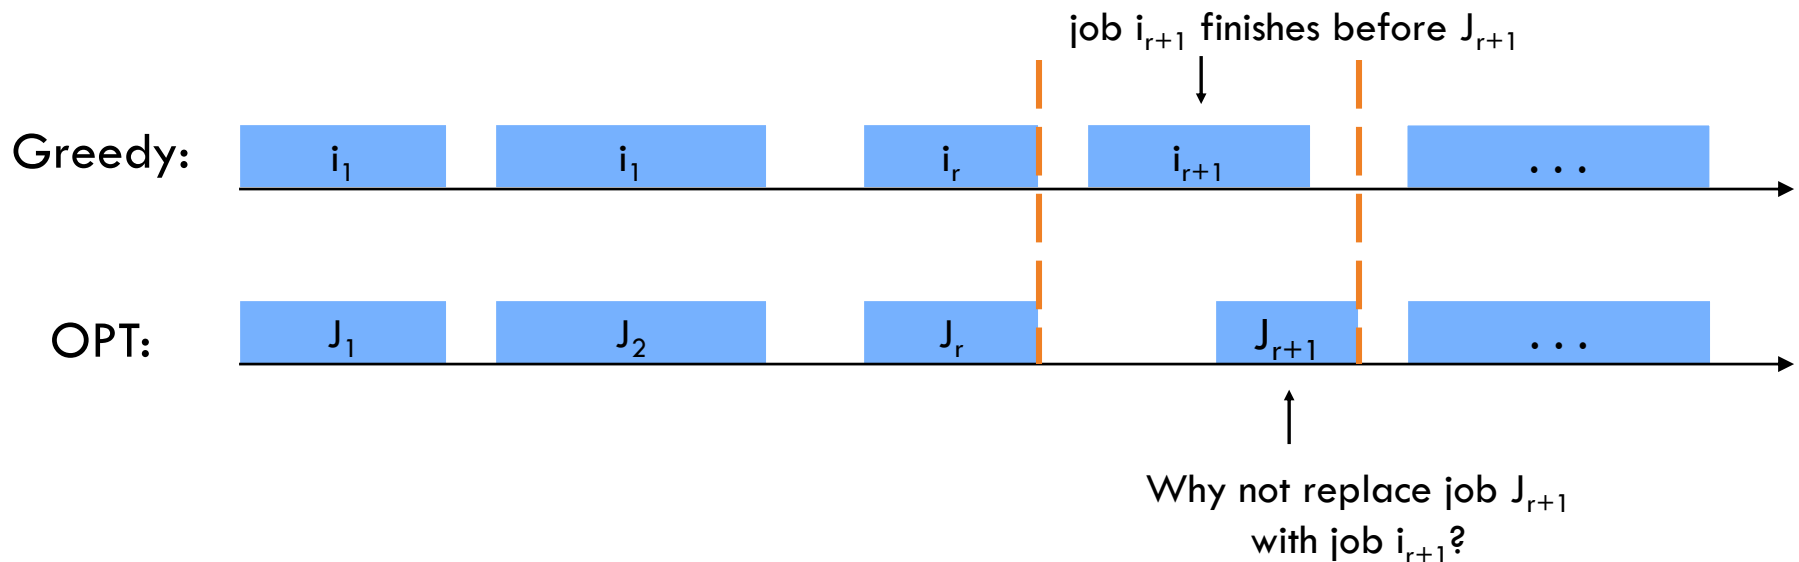 job i_{r+1} finishes before J_{r+1}
Greedy: i_1 i_1 i_r i_{r+1} . . .
OPT: J_1 J_2 J_r J_{r+1} . . .
Why not replace job J_{r+1}
with job i_{r+1}?